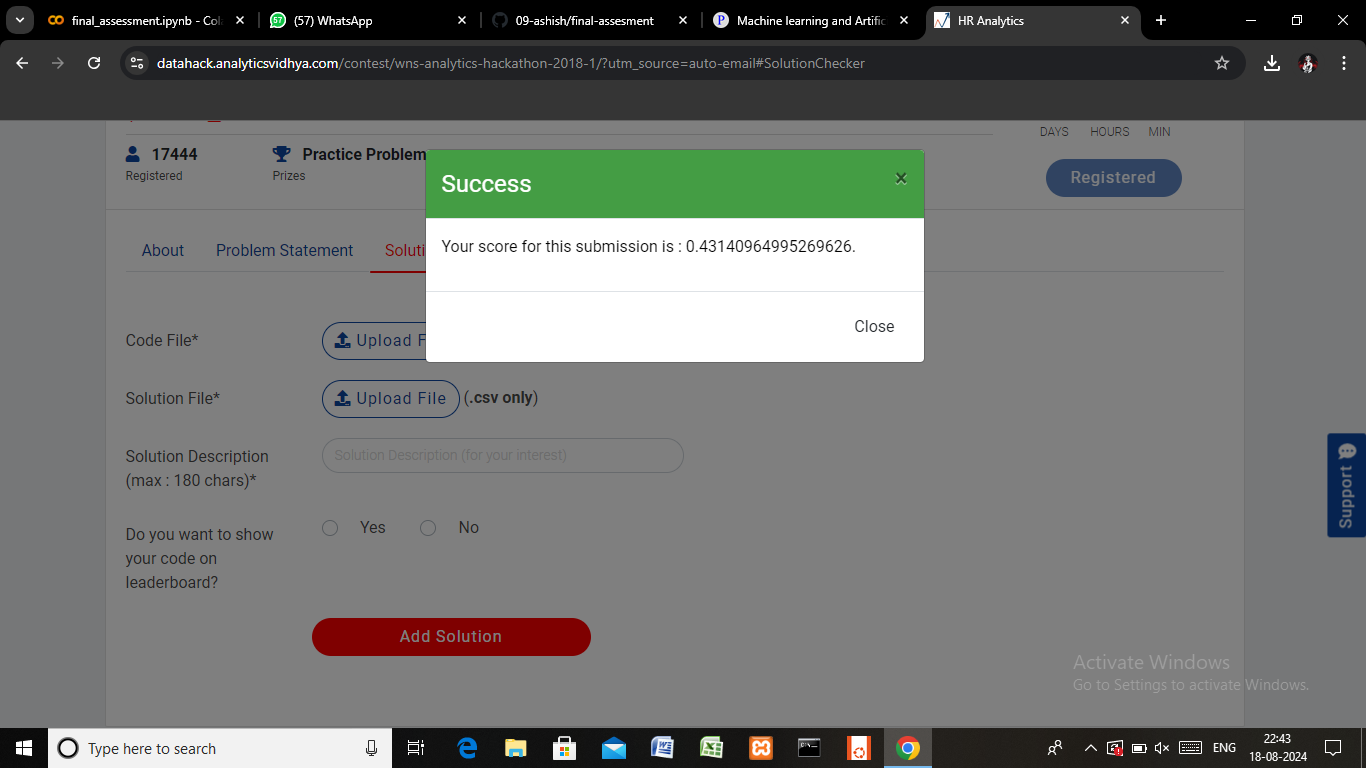 final_assessment.ipynb - Col
(57) WhatsApp
09-ashish/final-assesment
Machine learning and Artific
HR Analytics
datahack.analyticsvidhya.com/contest/wns-analytics-hackathon-2018-1/?utm_source=auto-email#SolutionChecker
DAYS HOURS MIN
17444
Registered
Practice Problem
Prizes
Registered
Success
×
Your score for this submission is : 0.43140964995269626.
Close
About
Problem Statement
Soluti
Code File*
Upload F
Solution File*
Upload File
(.csv only)
Solution Description
(max : 180 chars)*
Solution Description (for your interest)
Do you want to show
your code on
leaderboard?
Yes
No
Add Solution
Support
Activate Windows
Go to Settings to activate Windows.
Type here to search
ENG
22:43
18-08-2024